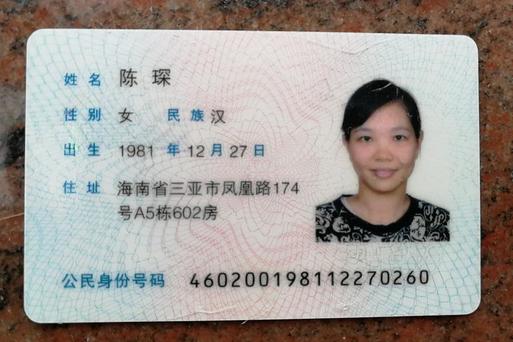 姓名 陈琛
性别 女 民族 汉
出生 1981 年 12 月 27 日
住址 海南省三亚市凤凰路174
号A5栋602房
公民身份号码 460200198112270260